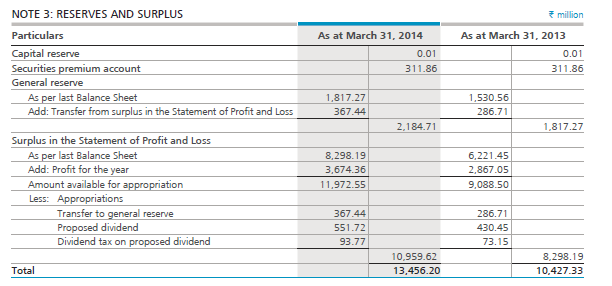 NOTE 3: RESERVES AND SURPLUS ₹ million
Particulars As at March 31, 2014 As at March 31, 2013
Capital reserve 0.01 0.01
Securities premium account 311.86 311.86
General reserve
As per last Balance Sheet 1,817.27 1,530.56
Add: Transfer from surplus in the Statement of Profit and Loss 367.44 286.71
2,184.71 1,817.27
Surplus in the Statement of Profit and Loss
As per last Balance Sheet 8,298.19 6,221.45
Add: Profit for the year 3,674.36 2,867.05
Amount available for appropriation 11,972.55 9,088.50
Less: Appropriations
Transfer to general reserve 367.44 286.71
Proposed dividend 551.72 430.45
Dividend tax on proposed dividend 93.77 73.15
10,959.62 8,298.19
Total 13,456.20 10,427.33